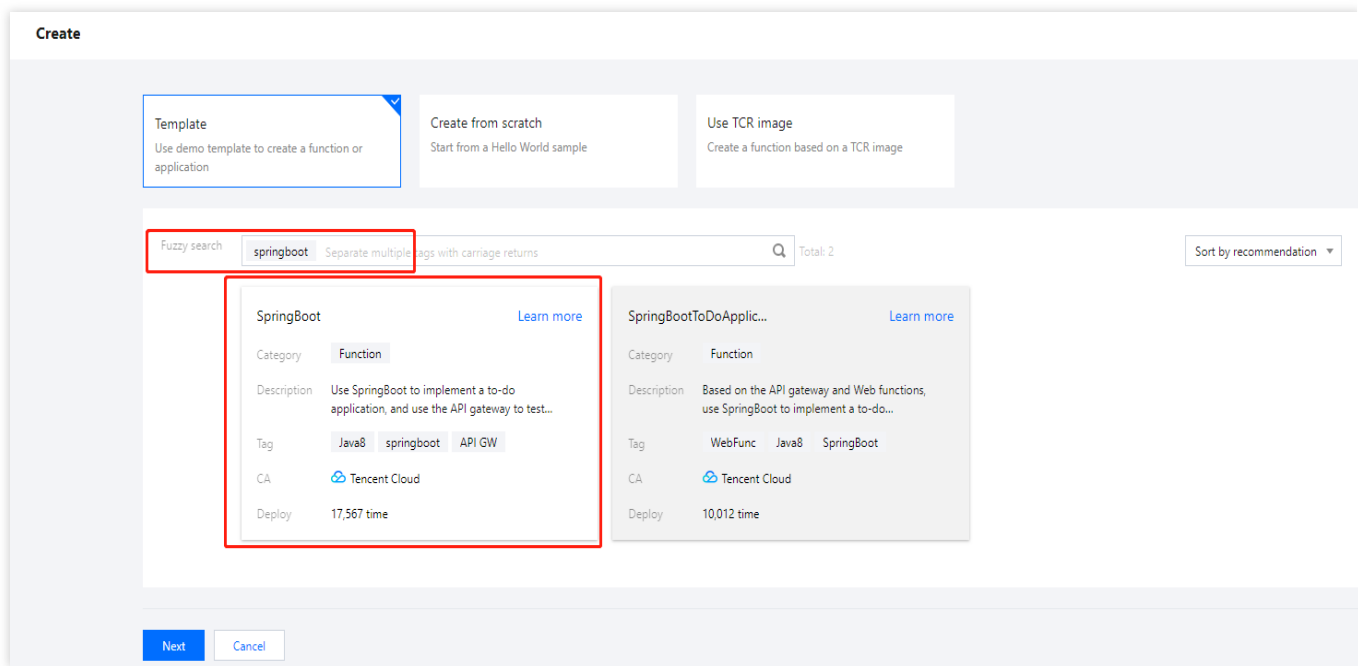 Create
Template
Use demo template to create a function or
application
Create from scratch
Start from a Hello World sample
Use TCR image
Create a function based on a TCR image
Fuzzy search springboot Separate multiple tags with carriage returns Total: 2 Sort by recommendation
SpringBoot Learn more
Category Function
Description Use SpringBoot to implement a to-do
application, and use the API gateway to test...
Tag Java8 springboot API GW
CA Tencent Cloud
Deploy 17,567 time
SpringBootToDoApplic... Learn more
Category Function
Description Based on the API gateway and Web functions,
use SpringBoot to implement a to-do...
Tag WebFunc Java8 SpringBoot
CA Tencent Cloud
Deploy 10,012 time
Next Cancel